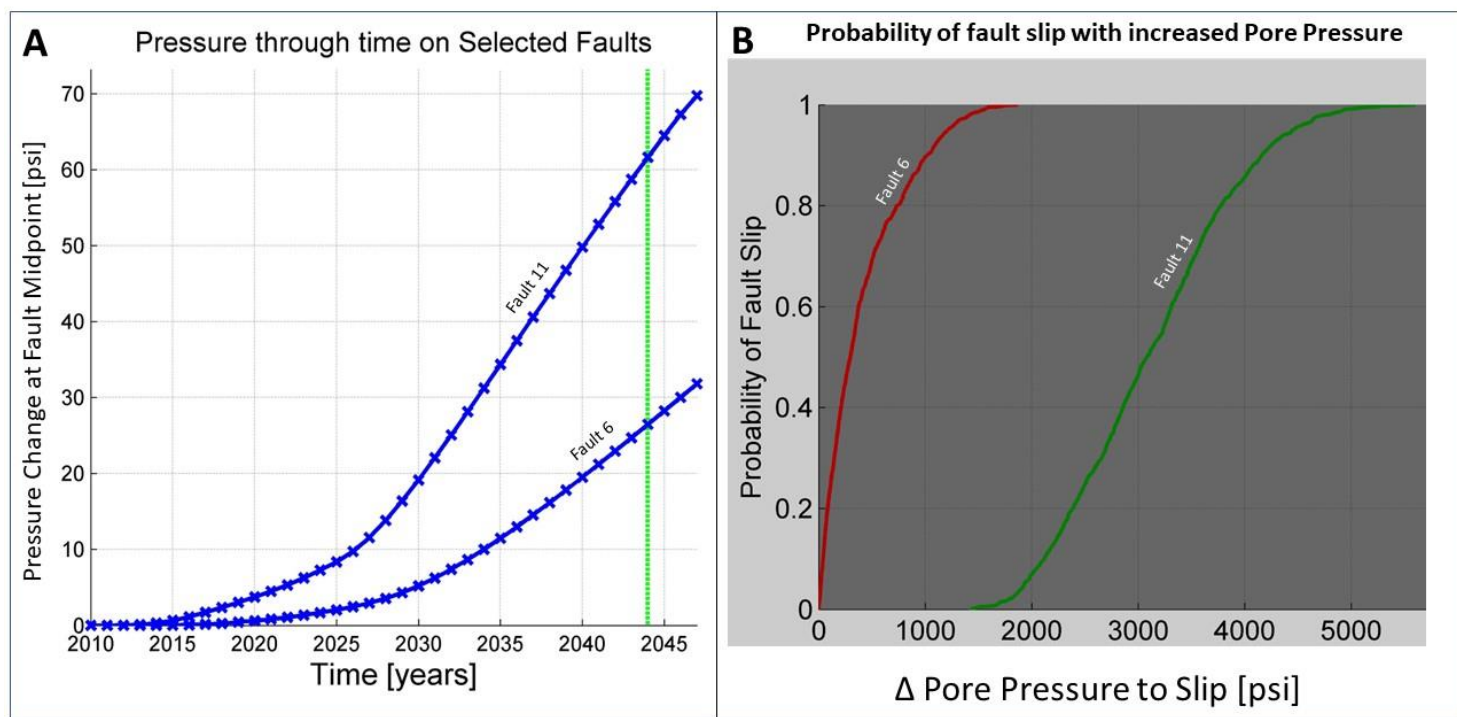 A
Pressure through time on Selected Faults
Pressure Change at Fault Midpoint [psi]
70
60
50
40
30
20
10
0
Fault 11
Fault 6
2010 2015 2020 2025 2030 2035 2040 2045
Time [years]
B
Probability of fault slip with increased Pore Pressure
Probability of Fault Slip
1
0.8
0.6
0.4
0.2
0
Fault 6
Fault 11
0 1000 2000 3000 4000 5000
Δ Pore Pressure to Slip [psi]